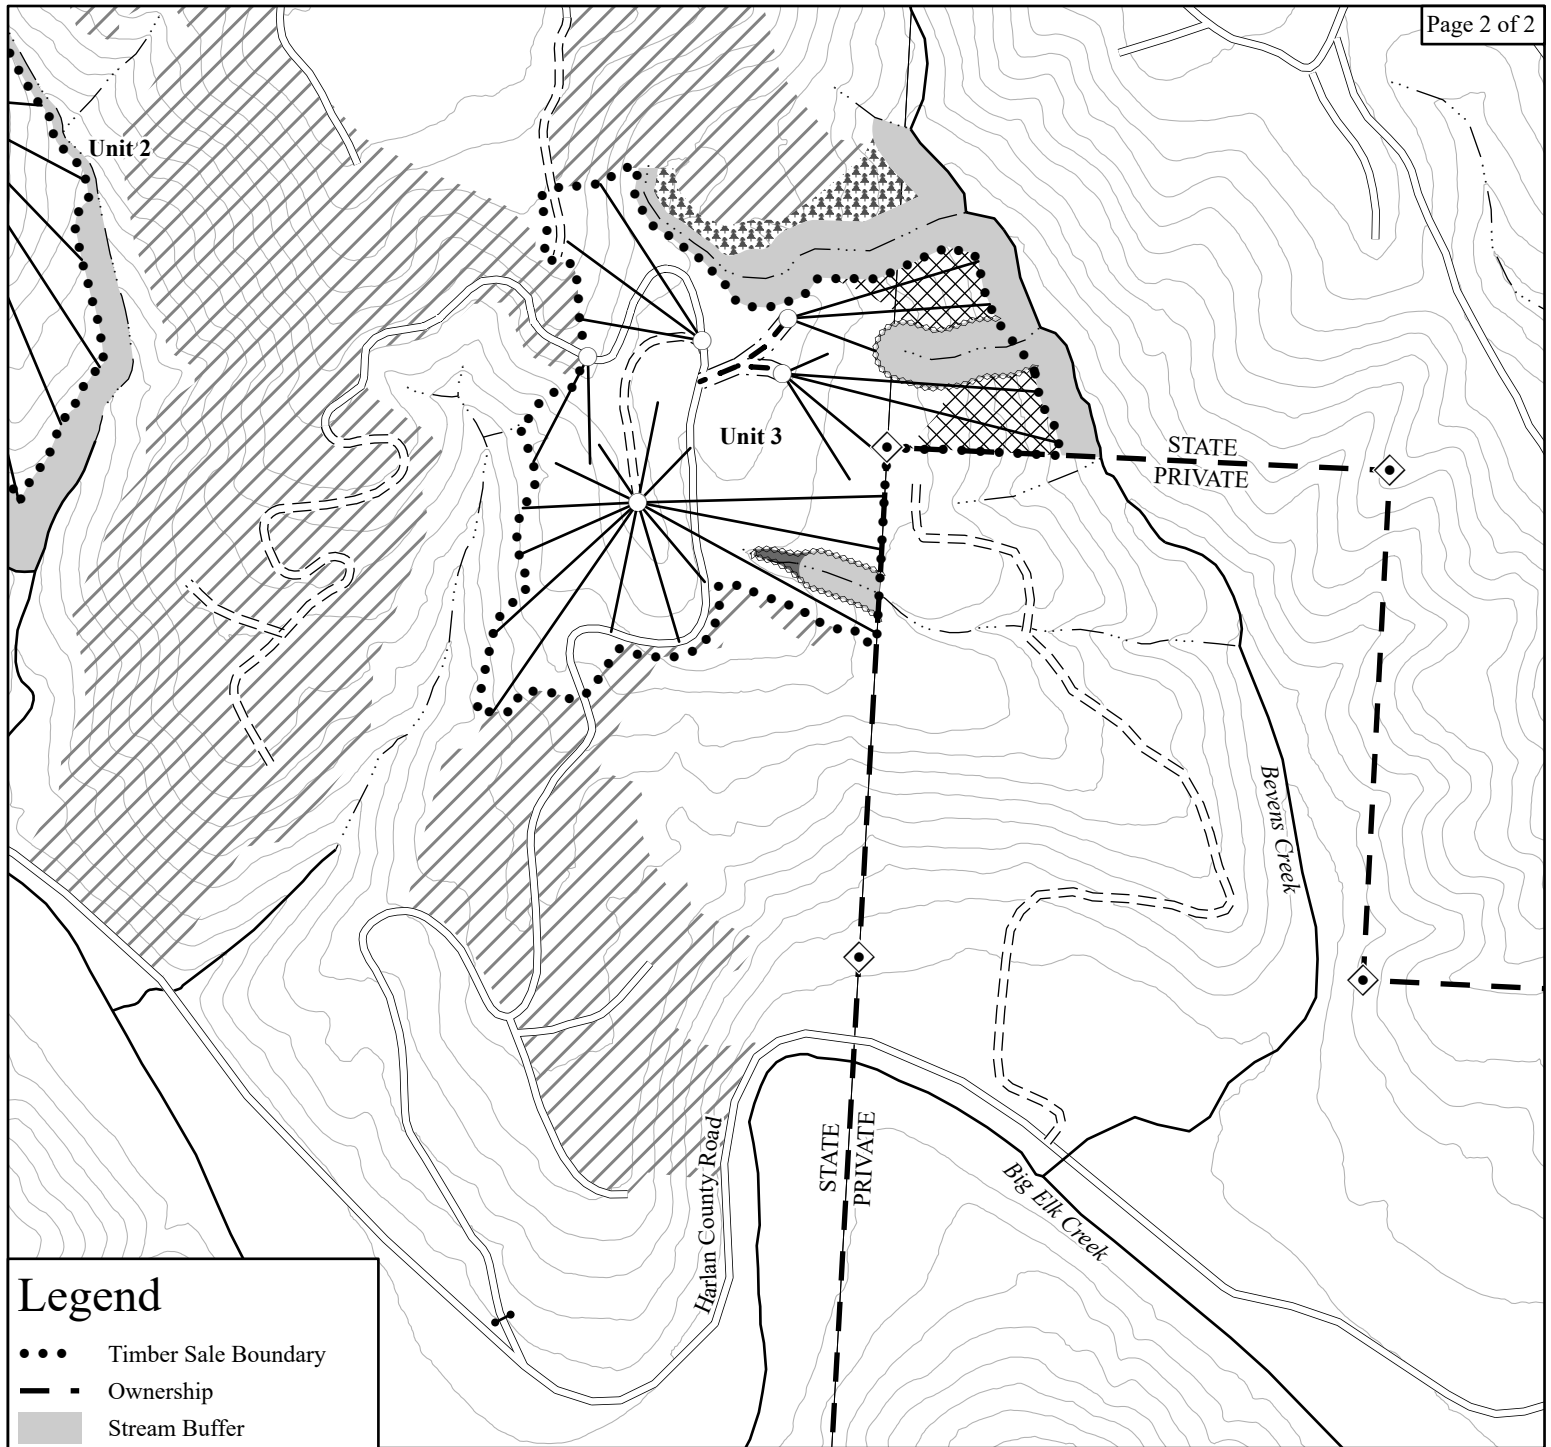 Page 2 of 2
Unit 2
Unit 3
STATE
PRIVATE
Bevens Creek
Harlan County Road
STATE
PRIVATE
Big Elk Creek
Legend
Timber Sale Boundary
Ownership
Stream Buffer